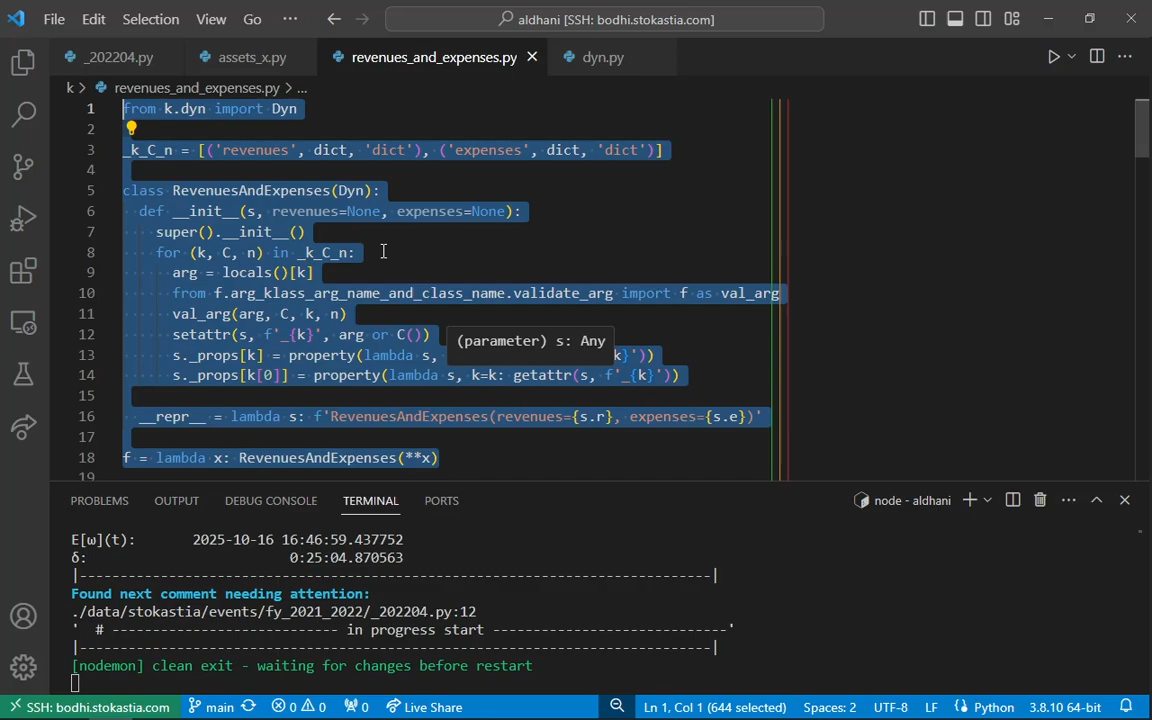 File Edit Selection View Go ··· aldhani [SSH: bodhi.stokastia.com]
_202204.py assets_x.py revenues_and_expenses.py dyn.py
k > revenues_and_expenses.py > ...
1 from k.dyn import Dyn
2
3 _k_C_n = [('revenues', dict, 'dict'), ('expenses', dict, 'dict')]
4
5 class RevenuesAndExpenses(Dyn):
6 def __init__(s, revenues=None, expenses=None):
7 super().__init__()
8 for (k, C, n) in _k_C_n:
9 arg = locals()[k]
10 from f.arg_klass_arg_name_and_class_name.validate_arg import f as val_arg
11 val_arg(arg, C, k, n)
12 setattr(s, f'_{k}', arg or C())
(parameter) s: Any
13 s._props[k] = property(lambda s, k}'))
14 s._props[k[0]] = property(lambda s, k=k: getattr(s, f'_{k}'))
15
16 __repr__ = lambda s: f'RevenuesAndExpenses(revenues={s.r}, expenses={s.e})'
17
18 f = lambda x: RevenuesAndExpenses(**x)
19
PROBLEMS OUTPUT DEBUG CONSOLE TERMINAL PORTS node - aldhani
E[ω](t): 2025-10-16 16:46:59.437752
δ: 0:25:04.870563
|-----------------------------------------------------------------------------|
Found next comment needing attention:
./data/stokastia/events/fy_2021_2022/_202204.py:12
' # ---------------------------- in progress start -----------------------------'
|-----------------------------------------------------------------------------|
[nodemon] clean exit - waiting for changes before restart
SSH: bodhi.stokastia.com main 0 0 0 Live Share Ln 1, Col 1 (644 selected) Spaces: 2 UTF-8 LF Python 3.8.10 64-bit